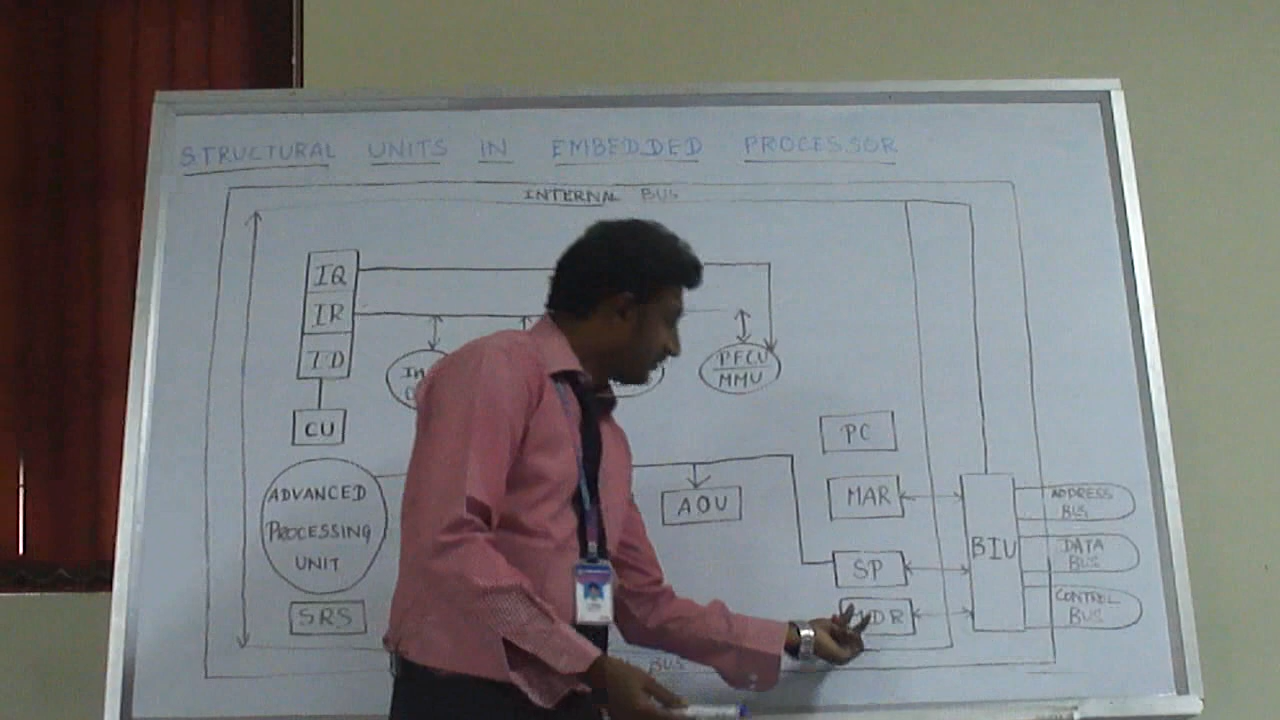 STRUCTURAL UNITS IN EMBEDDED PROCESSOR
INTERNAL BUS
IQ
IR
ID
CU
PFCU
MMU
PC
ADVANCED
PROCESSING
UNIT
AOU
MAR
SP
MDR
SRS
BIU
ADDRESS
BUS
DATA
BUS
CONTROL
BUS
BUS